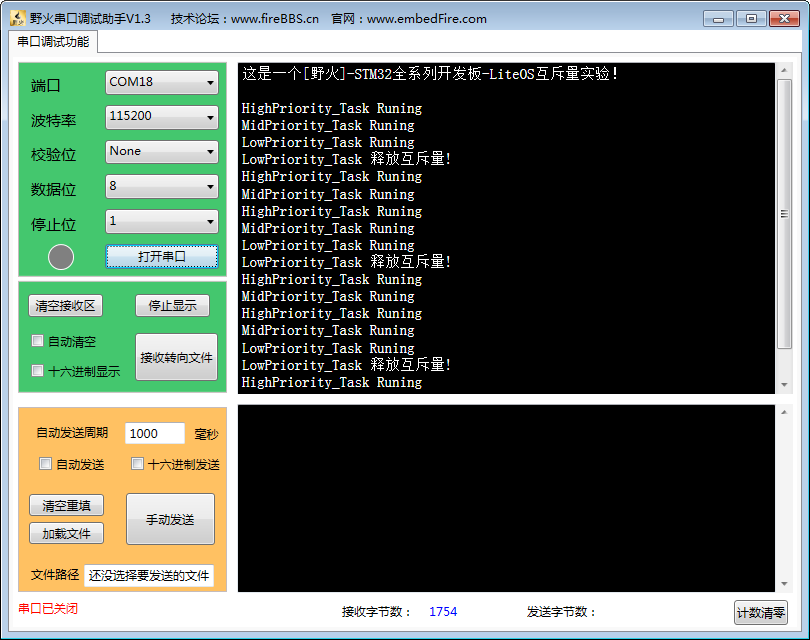 野火串口调试助手V1.3 技术论坛：www.fireBBS.cn 官网：www.embedFire.com
串口调试功能
端口 COM18
波特率 115200
校验位 None
数据位 8
停止位 1
打开串口
清空接收区 停止显示
自动清空
十六进制显示
接收转向文件
自动发送周期 1000 毫秒
自动发送 十六进制发送
清空重填
加载文件
手动发送
文件路径 还没选择要发送的文件
这是一个[野火]-STM32全系列开发板-LiteOS互斥量实验！
HighPriority_Task Runing
MidPriority_Task Runing
LowPriority_Task Runing
LowPriority_Task 释放互斥量!
HighPriority_Task Runing
MidPriority_Task Runing
HighPriority_Task Runing
MidPriority_Task Runing
LowPriority_Task Runing
LowPriority_Task 释放互斥量!
HighPriority_Task Runing
MidPriority_Task Runing
HighPriority_Task Runing
MidPriority_Task Runing
LowPriority_Task Runing
LowPriority_Task 释放互斥量!
HighPriority_Task Runing
串口已关闭
接收字节数： 1754 发送字节数：
计数清零